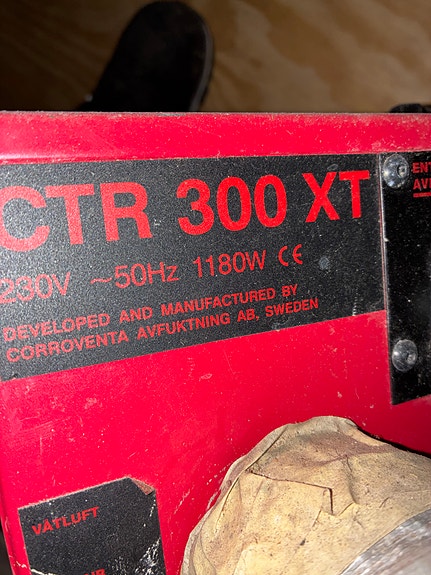 CTR 300 XT
230V ~50Hz 1180W CE
DEVELOPED AND MANUFACTURED BY
CORROVENTA AVFUKTNING AB, SWEDEN
VÅTLUFT